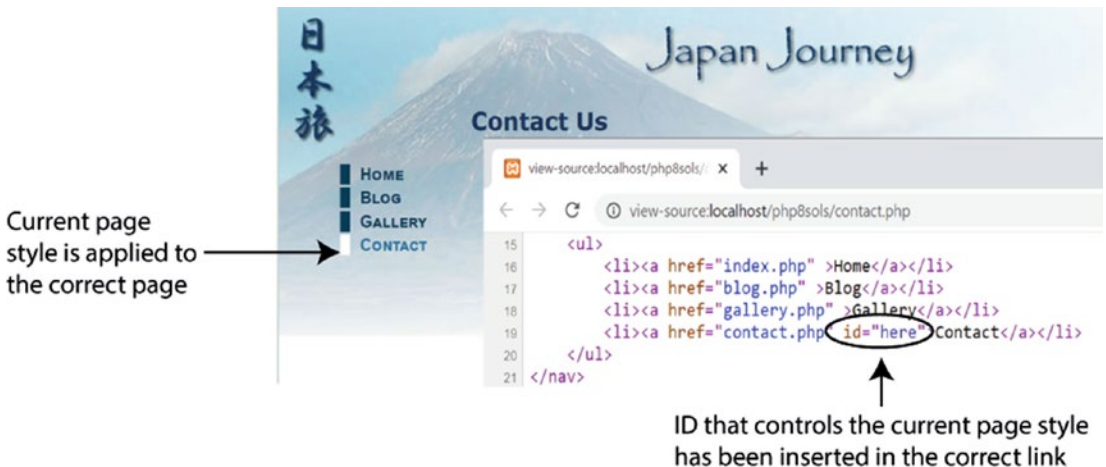 日本旅
Japan Journey
Contact Us
HOME
BLOG
GALLERY
CONTACT
Current page
style is applied to
the correct page
view-source:localhost/php8sols/
view-source:localhost/php8sols/contact.php
15 <ul>
16 <li><a href="index.php" >Home</a></li>
17 <li><a href="blog.php" >Blog</a></li>
18 <li><a href="gallery.php" >Gallery</a></li>
19 <li><a href="contact.php" id="here">Contact</a></li>
20 </ul>
21 </nav>
ID that controls the current page style
has been inserted in the correct link